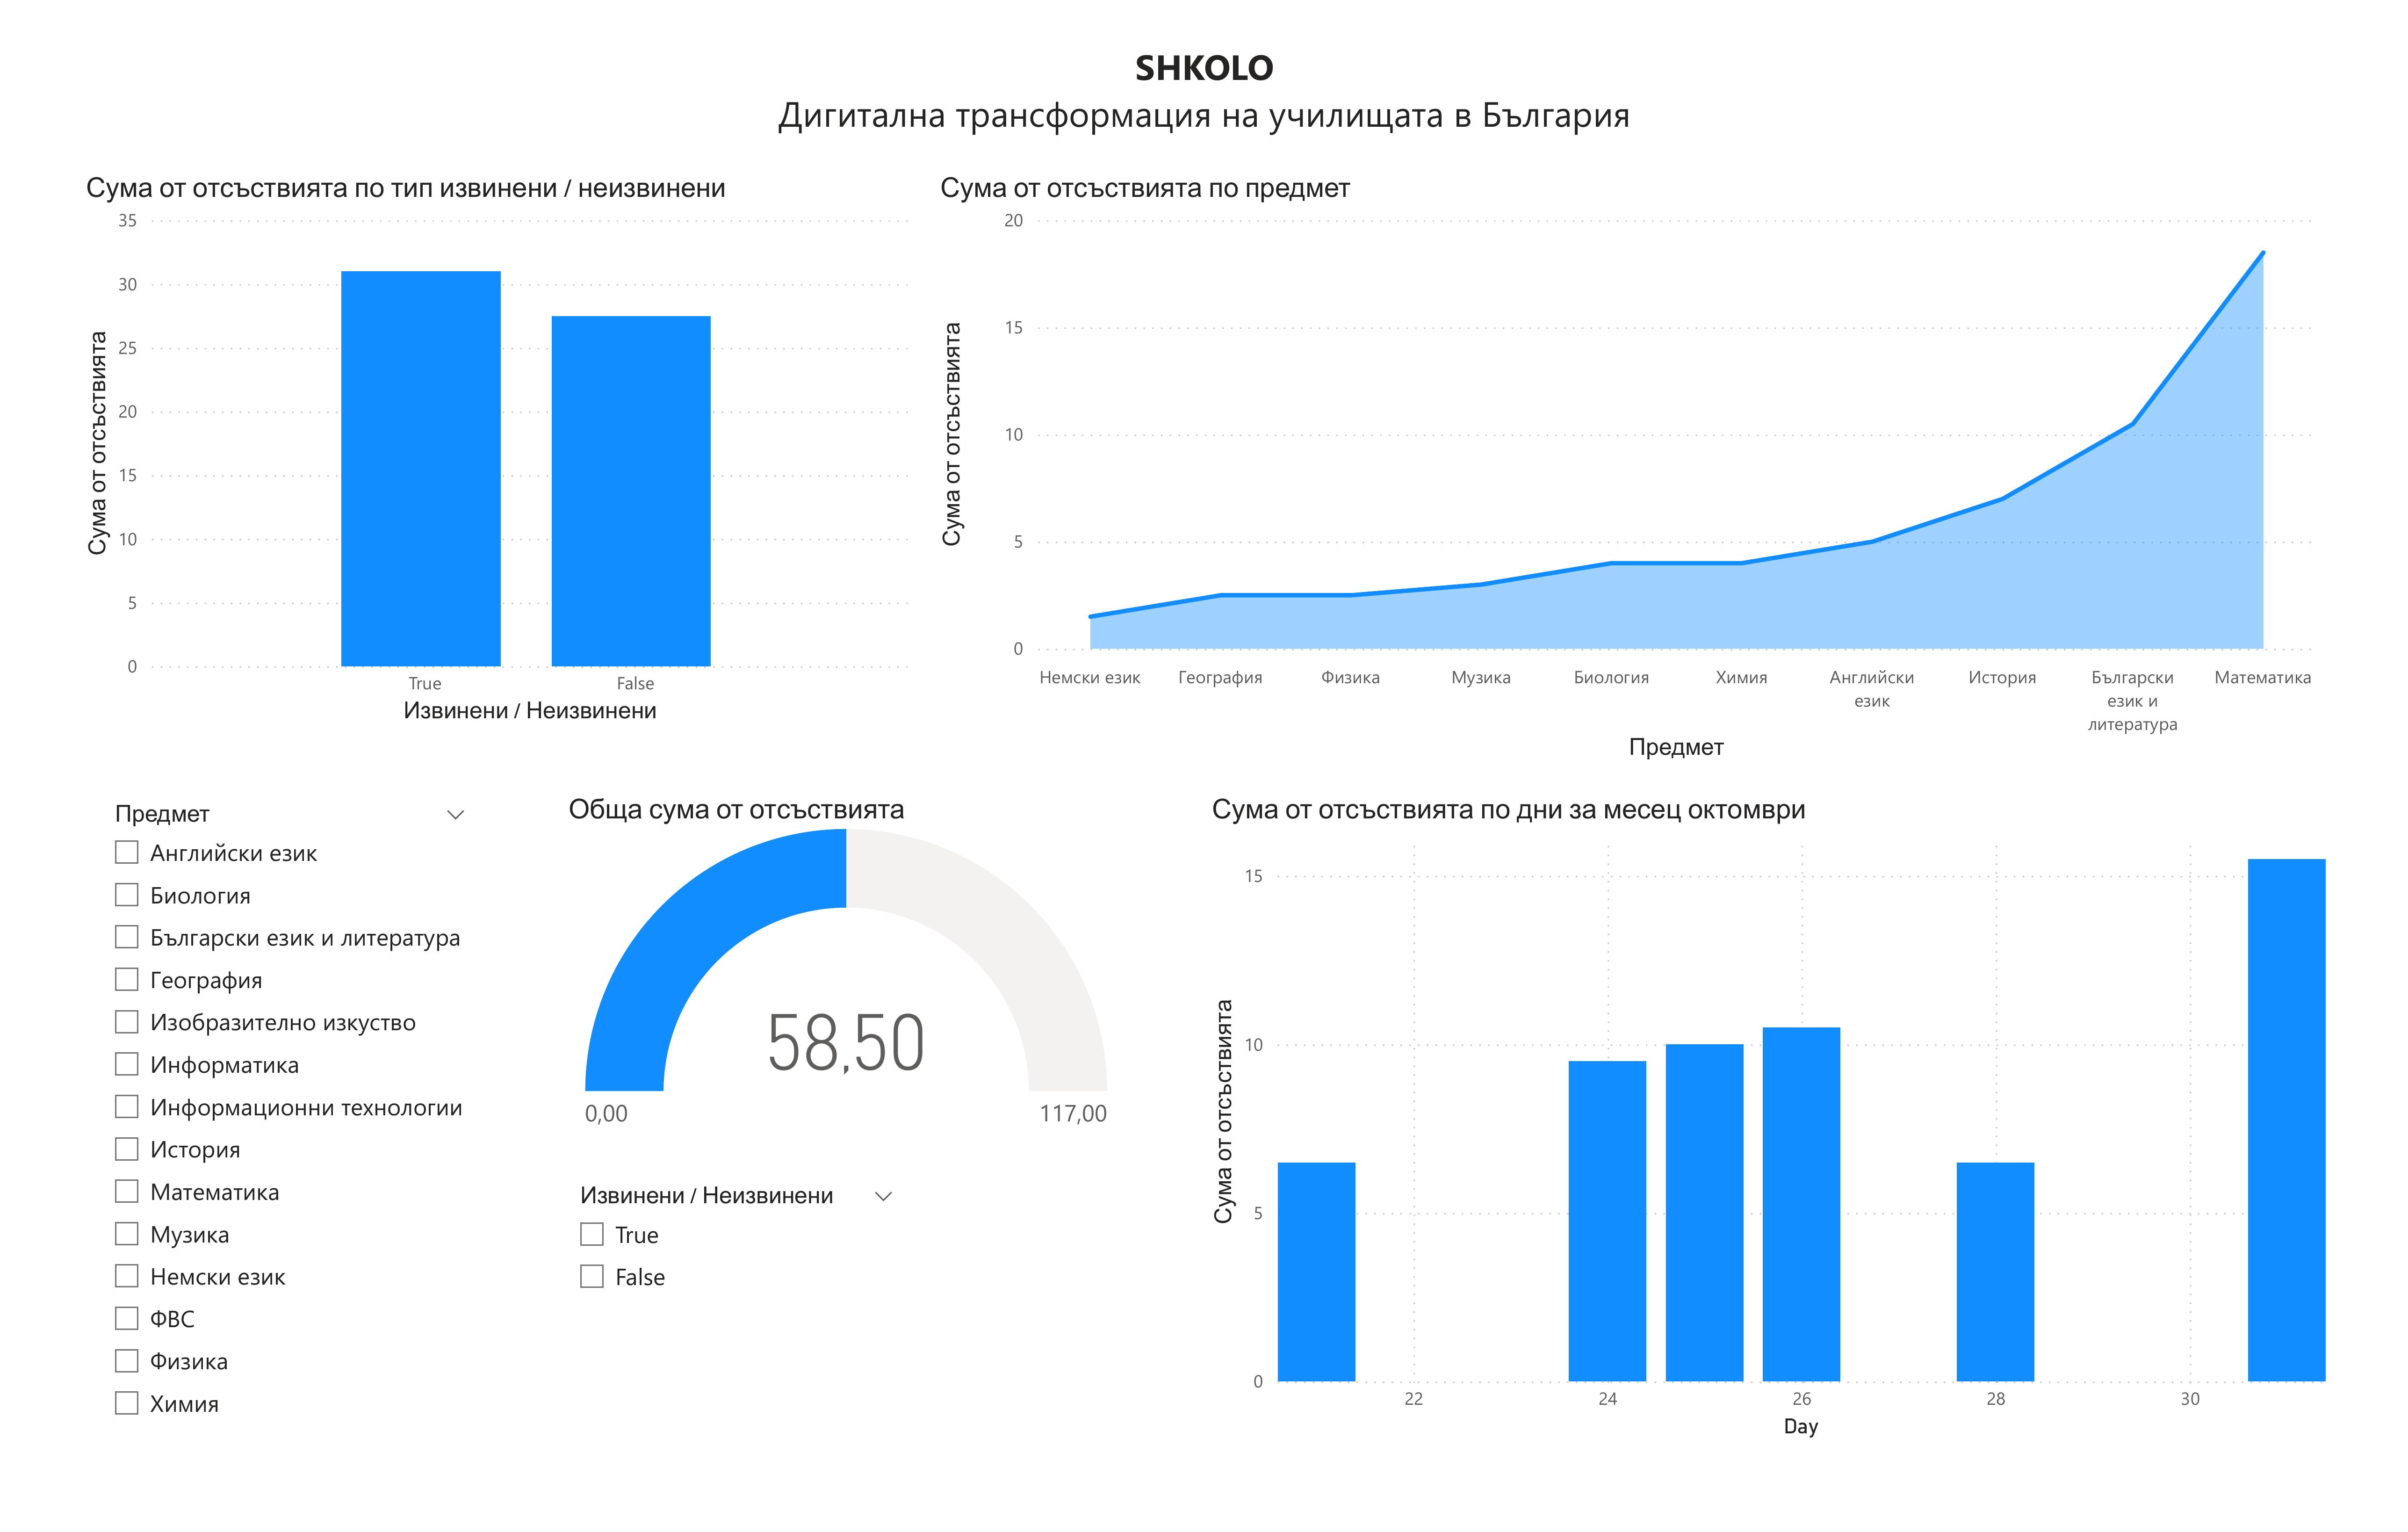 SHKOLO
Дигитална трансформация на училищата в България
Сума от отсъствията по тип извинени / неизвинени
35
30
25
20
15
10
5
0
Сума от отсъствията
True
False
Извинени / Неизвинени
Сума от отсъствията по предмет
20
15
10
5
0
Сума от отсъствията
Немски език
География
Физика
Музика
Биология
Химия
Английски
език
История
Български
език и
литература
Математика
Предмет
Предмет
Английски език
Биология
Български език и литература
География
Изобразително изкуство
Информатика
Информационни технологии
История
Математика
Музика
Немски език
ФВС
Физика
Химия
Обща сума от отсъствията
58,50
0,00
117,00
Извинени / Неизвинени
True
False
Сума от отсъствията по дни за месец октомври
15
10
5
0
Сума от отсъствията
22
24
26
28
30
Day